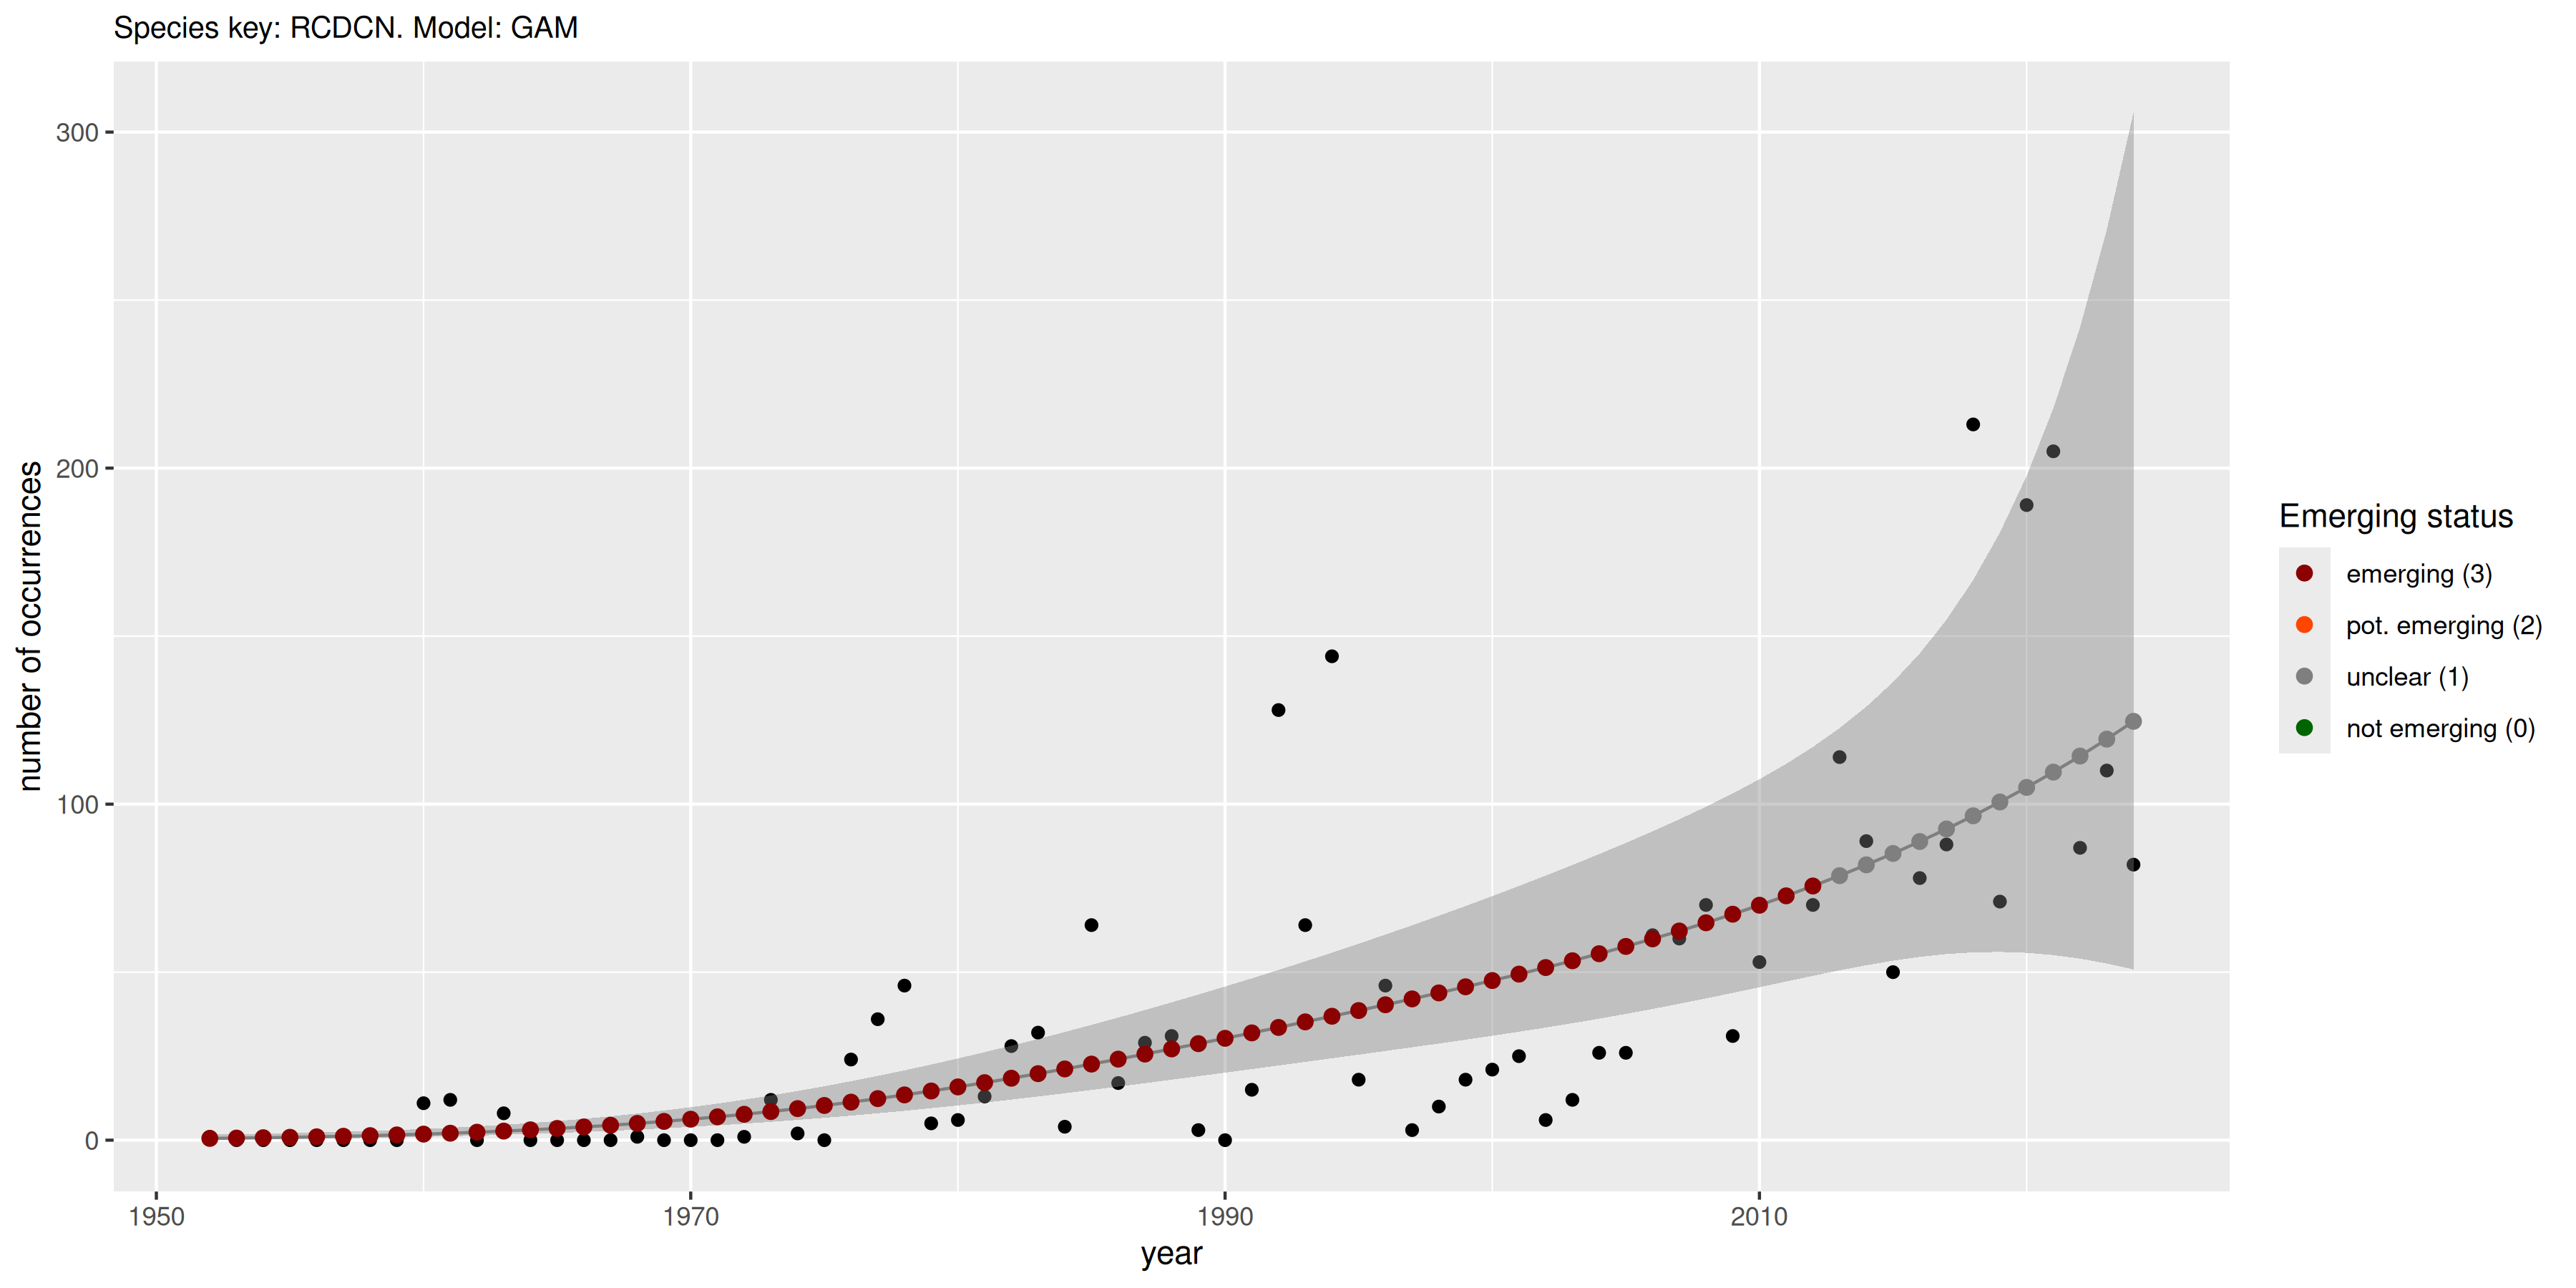 Species key: RCDCN. Model: GAM
number of occurrences
300
200
100
0
1950
1970
1990
2010
year
Emerging status
emerging (3)
pot. emerging (2)
unclear (1)
not emerging (0)